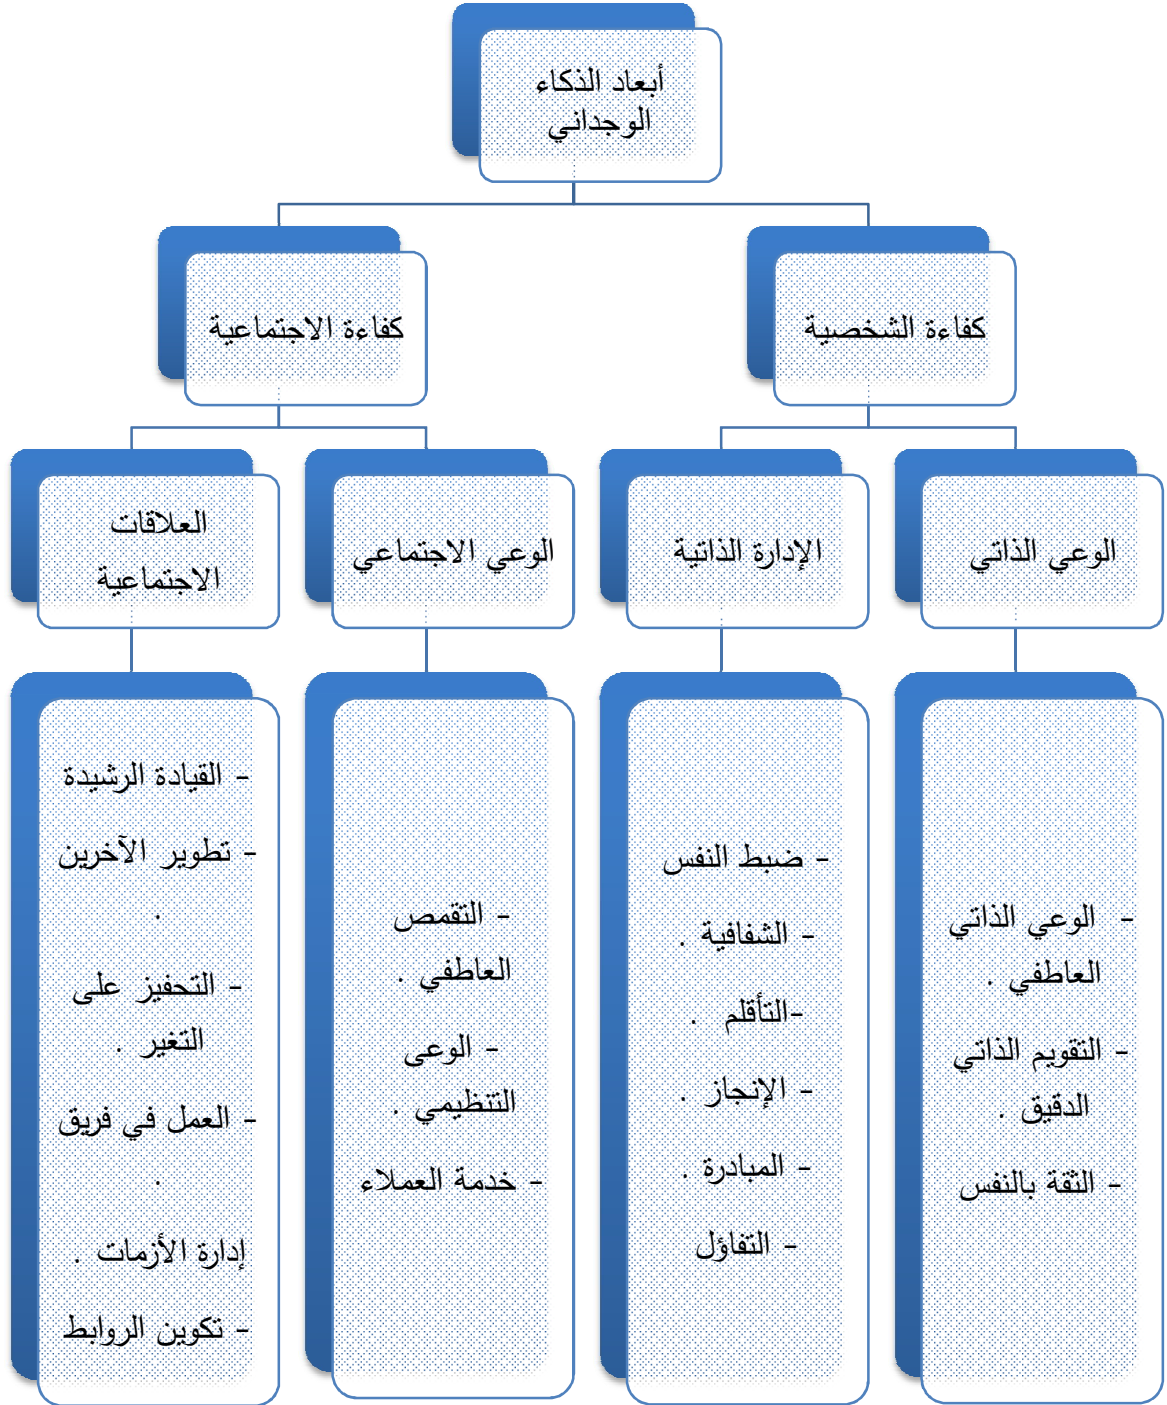 أبعاد الذكاء
الوجداني
كفاءة الشخصية
كفاءة الاجتماعية
الوعي الذاتي
الإدارة الذاتية
الوعي الاجتماعي
العلاقات
الاجتماعية
- الوعي الذاتي
العاطفي .
- التقويم الذاتي
الدقيق .
- الثقة بالنفس
- ضبط النفس
- الشفافية .
-التأقلم .
- الإنجاز .
- المبادرة .
- التفاؤل
- التقمص
العاطفي .
- الوعى
التنظيمي .
- خدمة العملاء
- القيادة الرشيدة
- تطوير الآخرين
.
- التحفيز على
التغير .
- العمل في فريق
.
إدارة الأزمات .
- تكوين الروابط